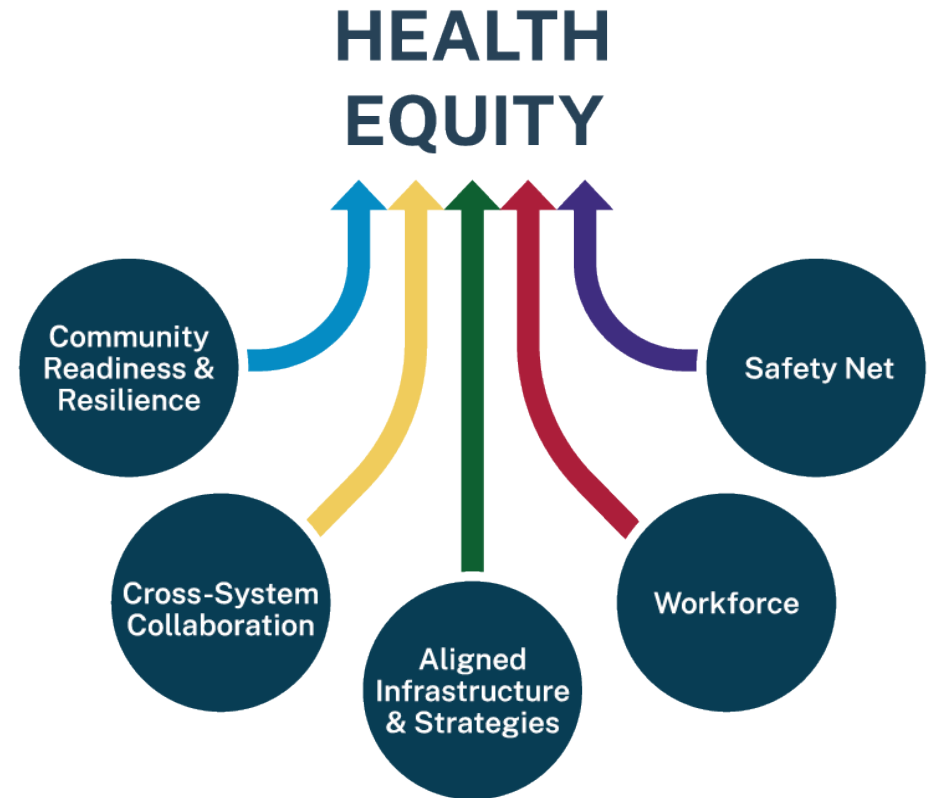 HEALTH
EQUITY
Community
Readiness &
Resilience
Safety Net
Cross-System
Collaboration
Workforce
Aligned
Infrastructure
& Strategies